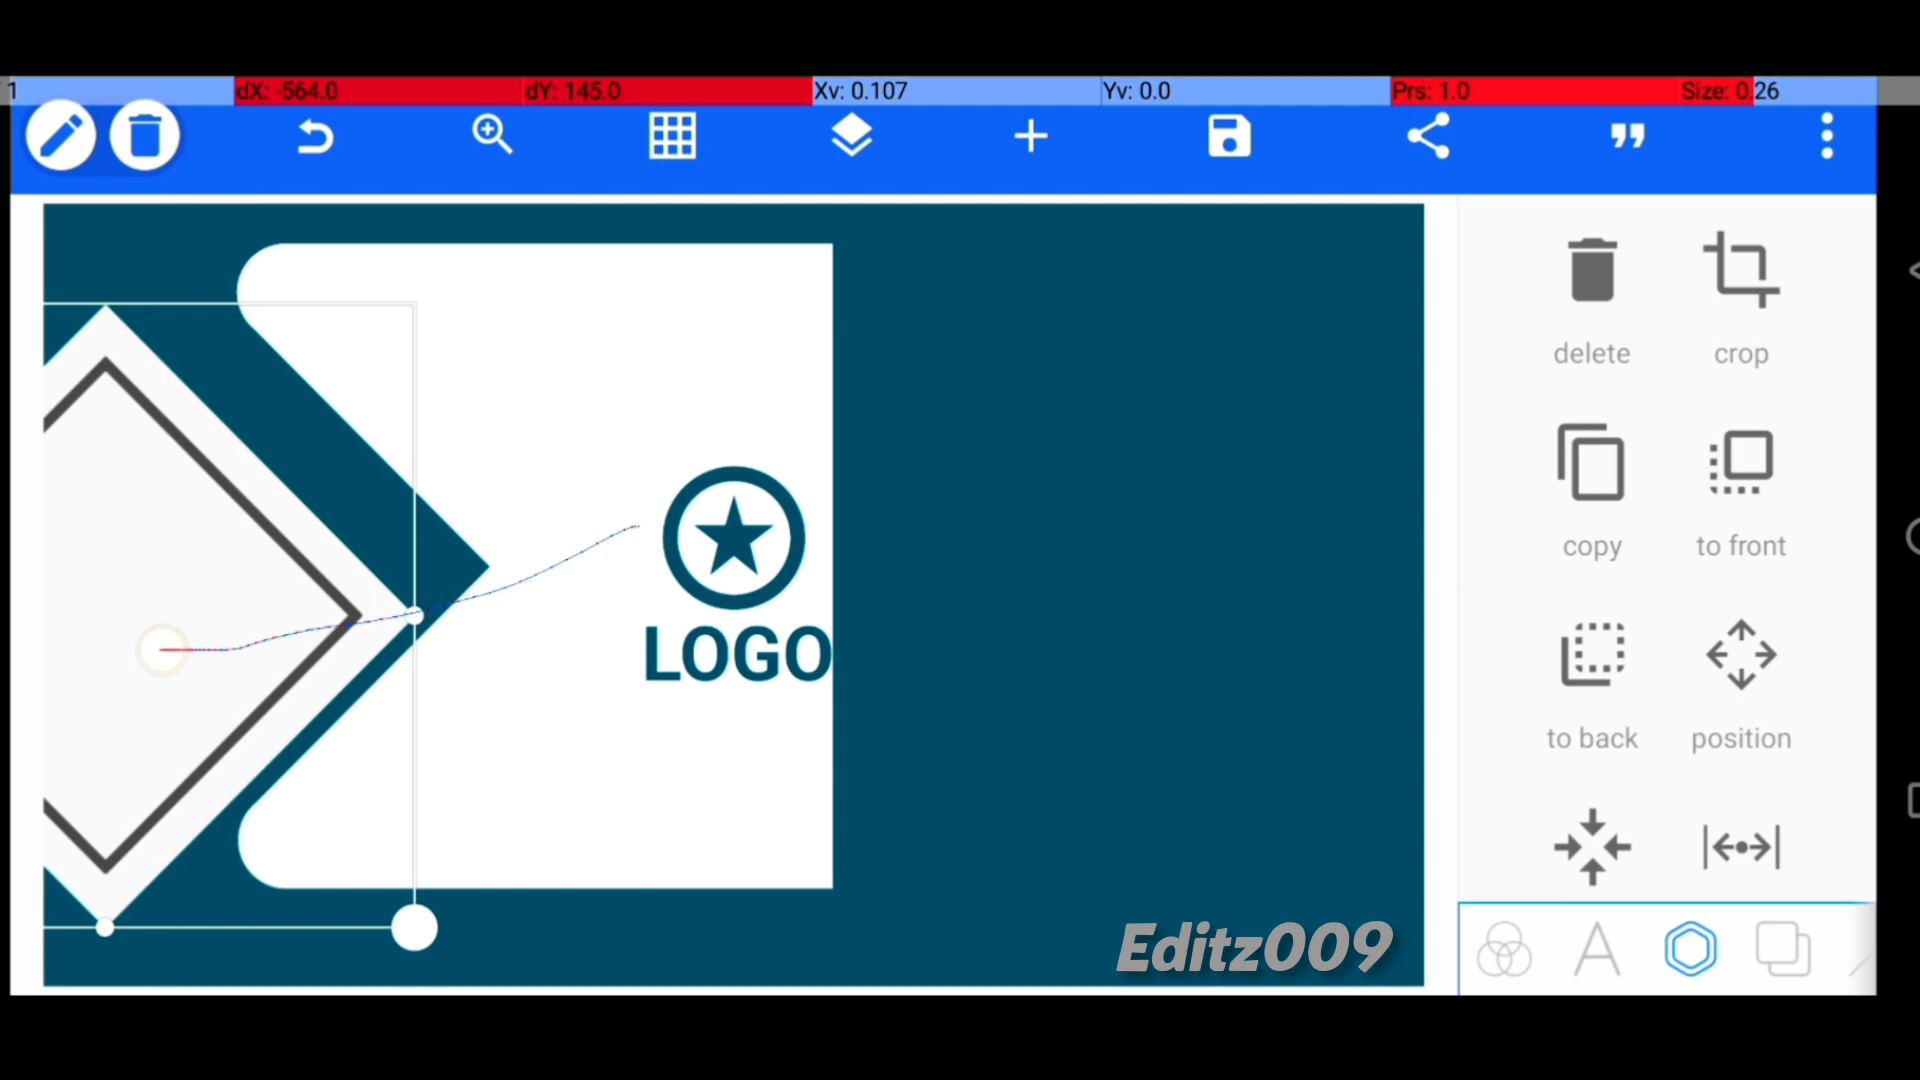 1
dX: -564.0
dY: 145.0
Xv: 0.107
Yv: 0.0
Prs: 1.0
Size: 0.26
delete
crop
copy
to front
LOGO
to back
position
Editz009